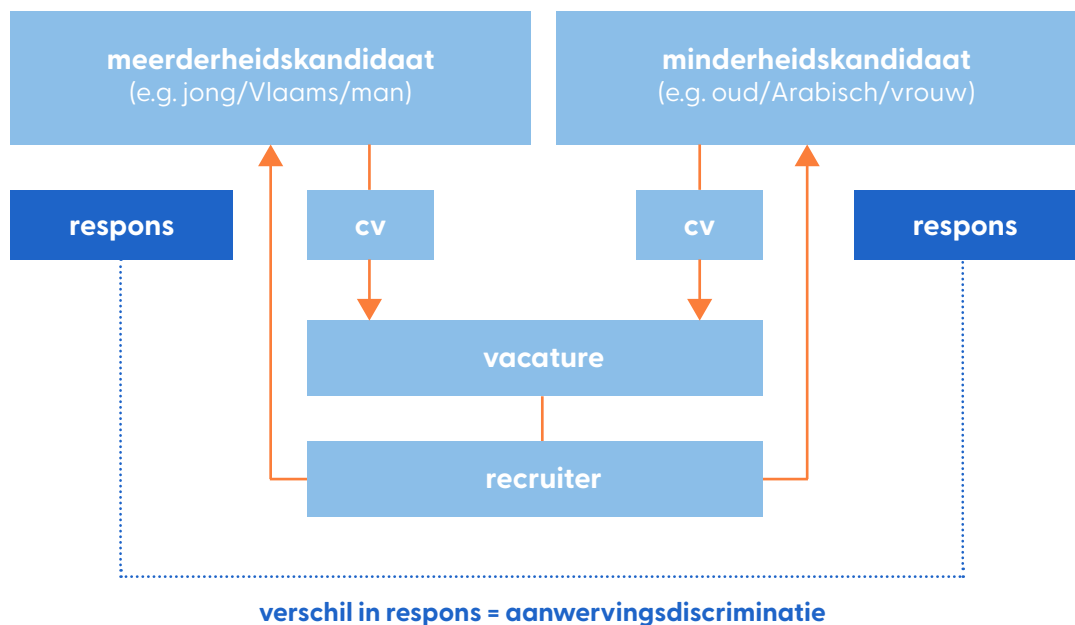 meerderheidskandidaat
(e.g. jong/Vlaams/man)
minderheidskandidaat
(e.g. oud/Arabisch/vrouw)
respons
cv
cv
respons
vacature
recruiter
verschil in respons = aanwervingsdiscriminatie